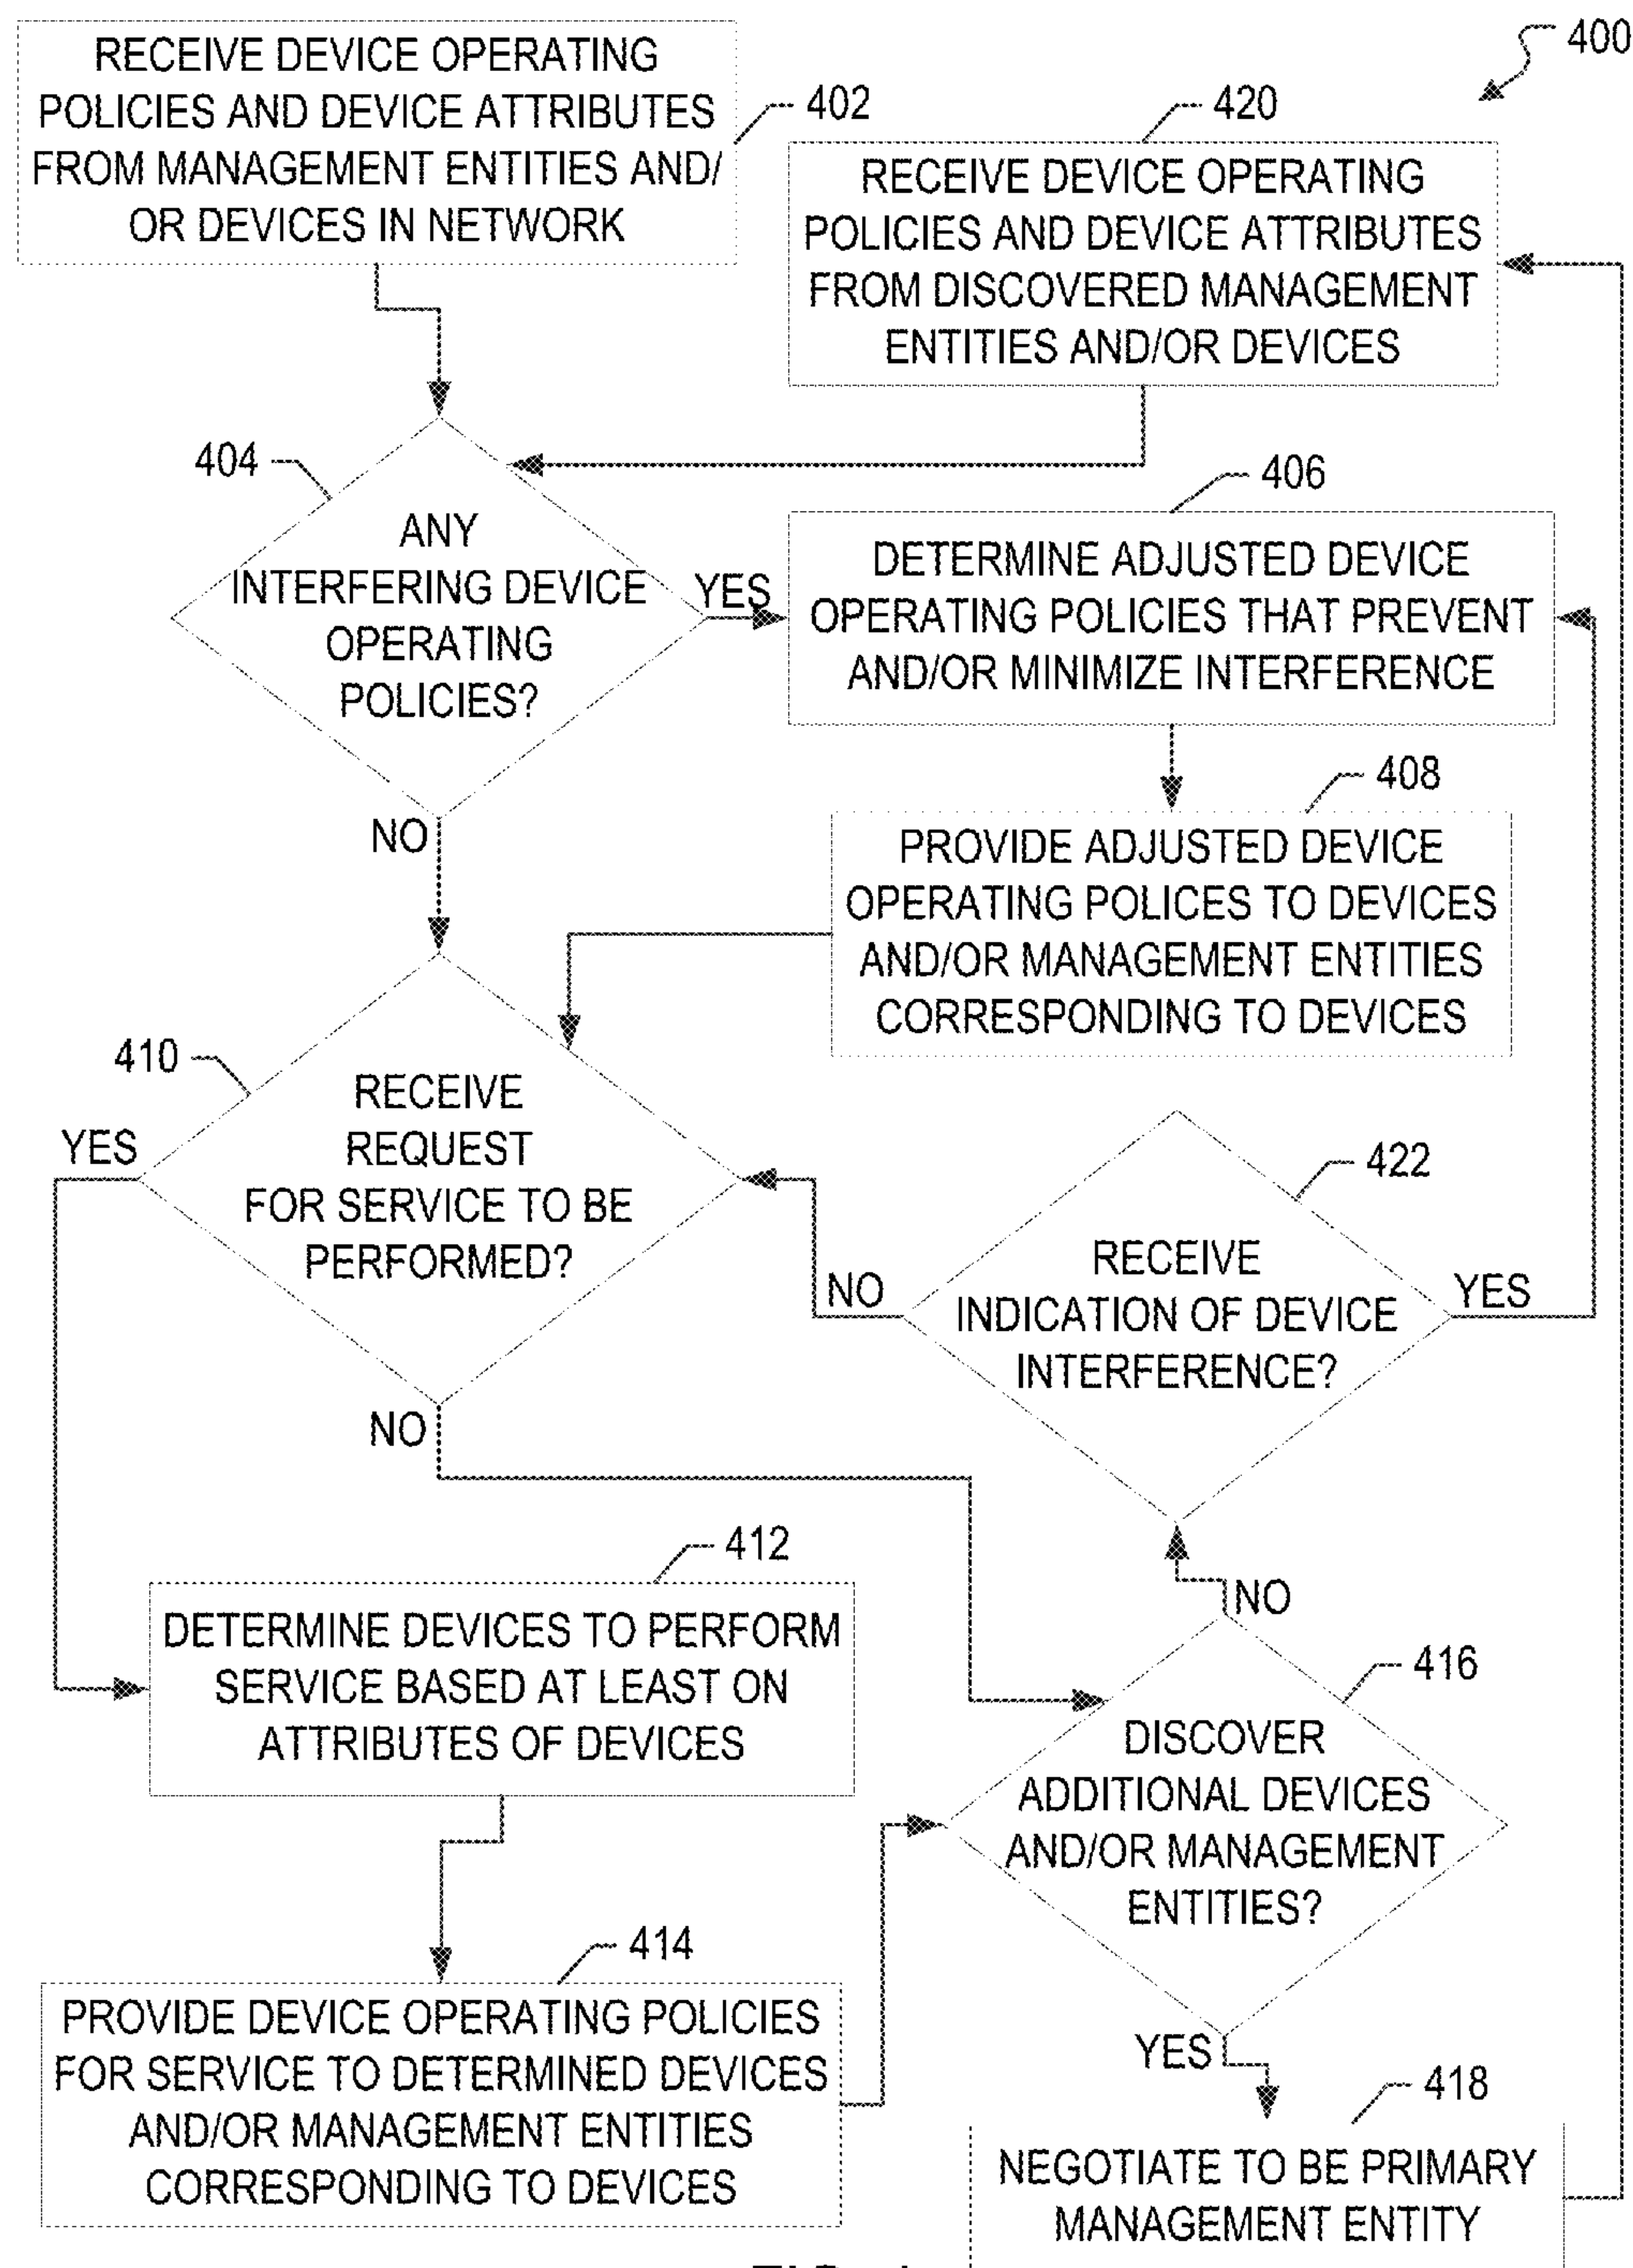 400
RECEIVE DEVICE OPERATING
POLICIES AND DEVICE ATTRIBUTES
FROM MANAGEMENT ENTITIES AND/
OR DEVICES IN NETWORK
402
420
RECEIVE DEVICE OPERATING
POLICIES AND DEVICE ATTRIBUTES
FROM DISCOVERED MANAGEMENT
ENTITIES AND/OR DEVICES
404
ANY
INTERFERING DEVICE
OPERATING
POLICIES?
YES
NO
406
DETERMINE ADJUSTED DEVICE
OPERATING POLICIES THAT PREVENT
AND/OR MINIMIZE INTERFERENCE
408
PROVIDE ADJUSTED DEVICE
OPERATING POLICES TO DEVICES
AND/OR MANAGEMENT ENTITIES
CORRESPONDING TO DEVICES
410
YES
RECEIVE
REQUEST
FOR SERVICE TO BE
PERFORMED?
NO
422
RECEIVE
INDICATION OF DEVICE
INTERFERENCE?
NO
YES
412
DETERMINE DEVICES TO PERFORM
SERVICE BASED AT LEAST ON
ATTRIBUTES OF DEVICES
NO
416
DISCOVER
ADDITIONAL DEVICES
AND/OR MANAGEMENT
ENTITIES?
YES
414
PROVIDE DEVICE OPERATING POLICIES
FOR SERVICE TO DETERMINED DEVICES
AND/OR MANAGEMENT ENTITIES
CORRESPONDING TO DEVICES
418
NEGOTIATE TO BE PRIMARY
MANAGEMENT ENTITY